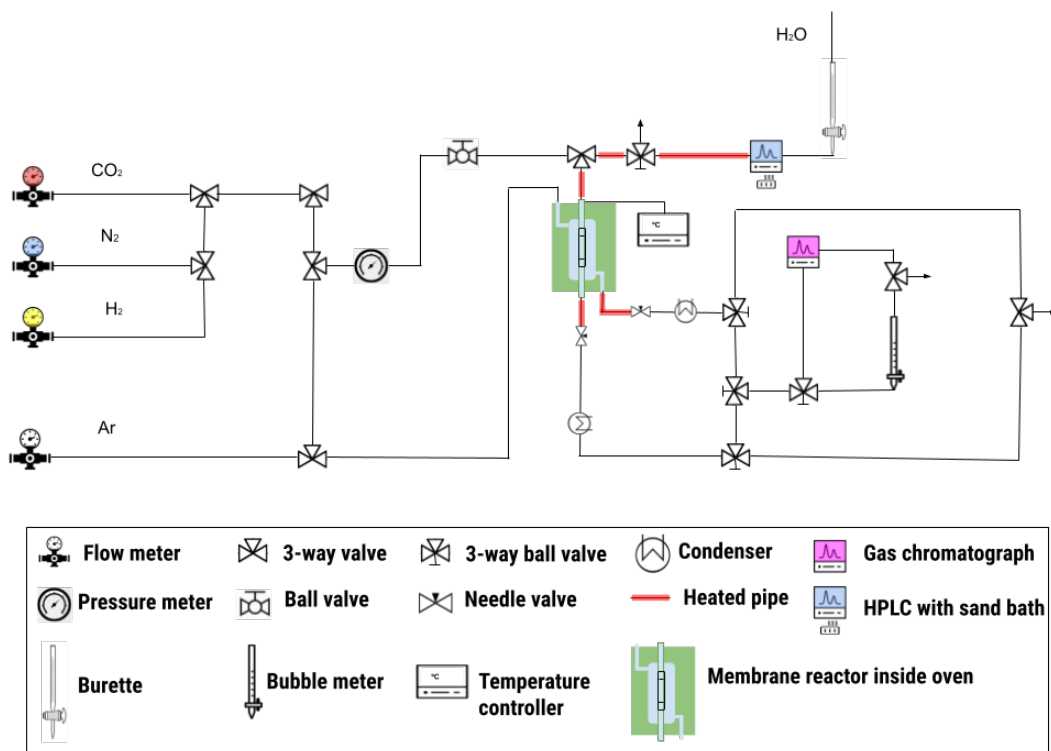 H₂O
CO₂
N₂
°C
H₂
Ar
Flow meter
3-way valve
3-way ball valve
Condenser
Gas chromatograph
Pressure meter
Ball valve
Needle valve
Heated pipe
HPLC with sand bath
Burette
Bubble meter
°C
Temperature
controller
Membrane reactor inside oven